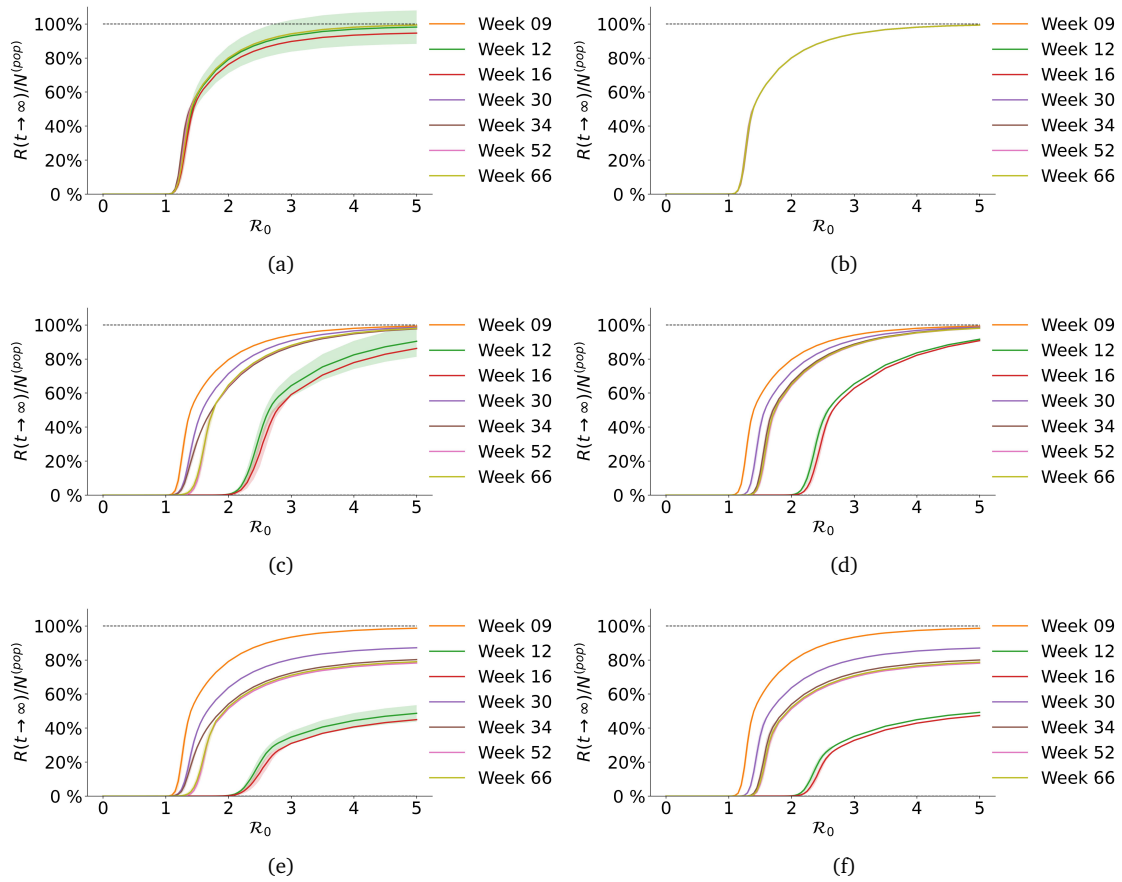 100%
80%
60%
40%
20%
0 %
R(t → ∞)/N^(pop)
0 1 2 3 4 5
ℛ₀
Week 09
Week 12
Week 16
Week 30
Week 34
Week 52
Week 66
(a)
100%
80%
60%
40%
20%
0 %
R(t → ∞)/N^(pop)
0 1 2 3 4 5
ℛ₀
Week 09
Week 12
Week 16
Week 30
Week 34
Week 52
Week 66
(b)
100%
80%
60%
40%
20%
0 %
R(t → ∞)/N^(pop)
0 1 2 3 4 5
ℛ₀
Week 09
Week 12
Week 16
Week 30
Week 34
Week 52
Week 66
(c)
100%
80%
60%
40%
20%
0 %
R(t → ∞)/N^(pop)
0 1 2 3 4 5
ℛ₀
Week 09
Week 12
Week 16
Week 30
Week 34
Week 52
Week 66
(d)
100%
80%
60%
40%
20%
0 %
R(t → ∞)/N^(pop)
0 1 2 3 4 5
ℛ₀
Week 09
Week 12
Week 16
Week 30
Week 34
Week 52
Week 66
(e)
100%
80%
60%
40%
20%
0 %
R(t → ∞)/N^(pop)
0 1 2 3 4 5
ℛ₀
Week 09
Week 12
Week 16
Week 30
Week 34
Week 52
Week 66
(f)